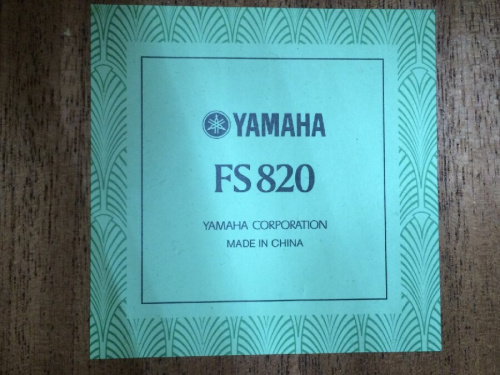 YAMAHA
FS820
YAMAHA CORPORATION
MADE IN CHINA